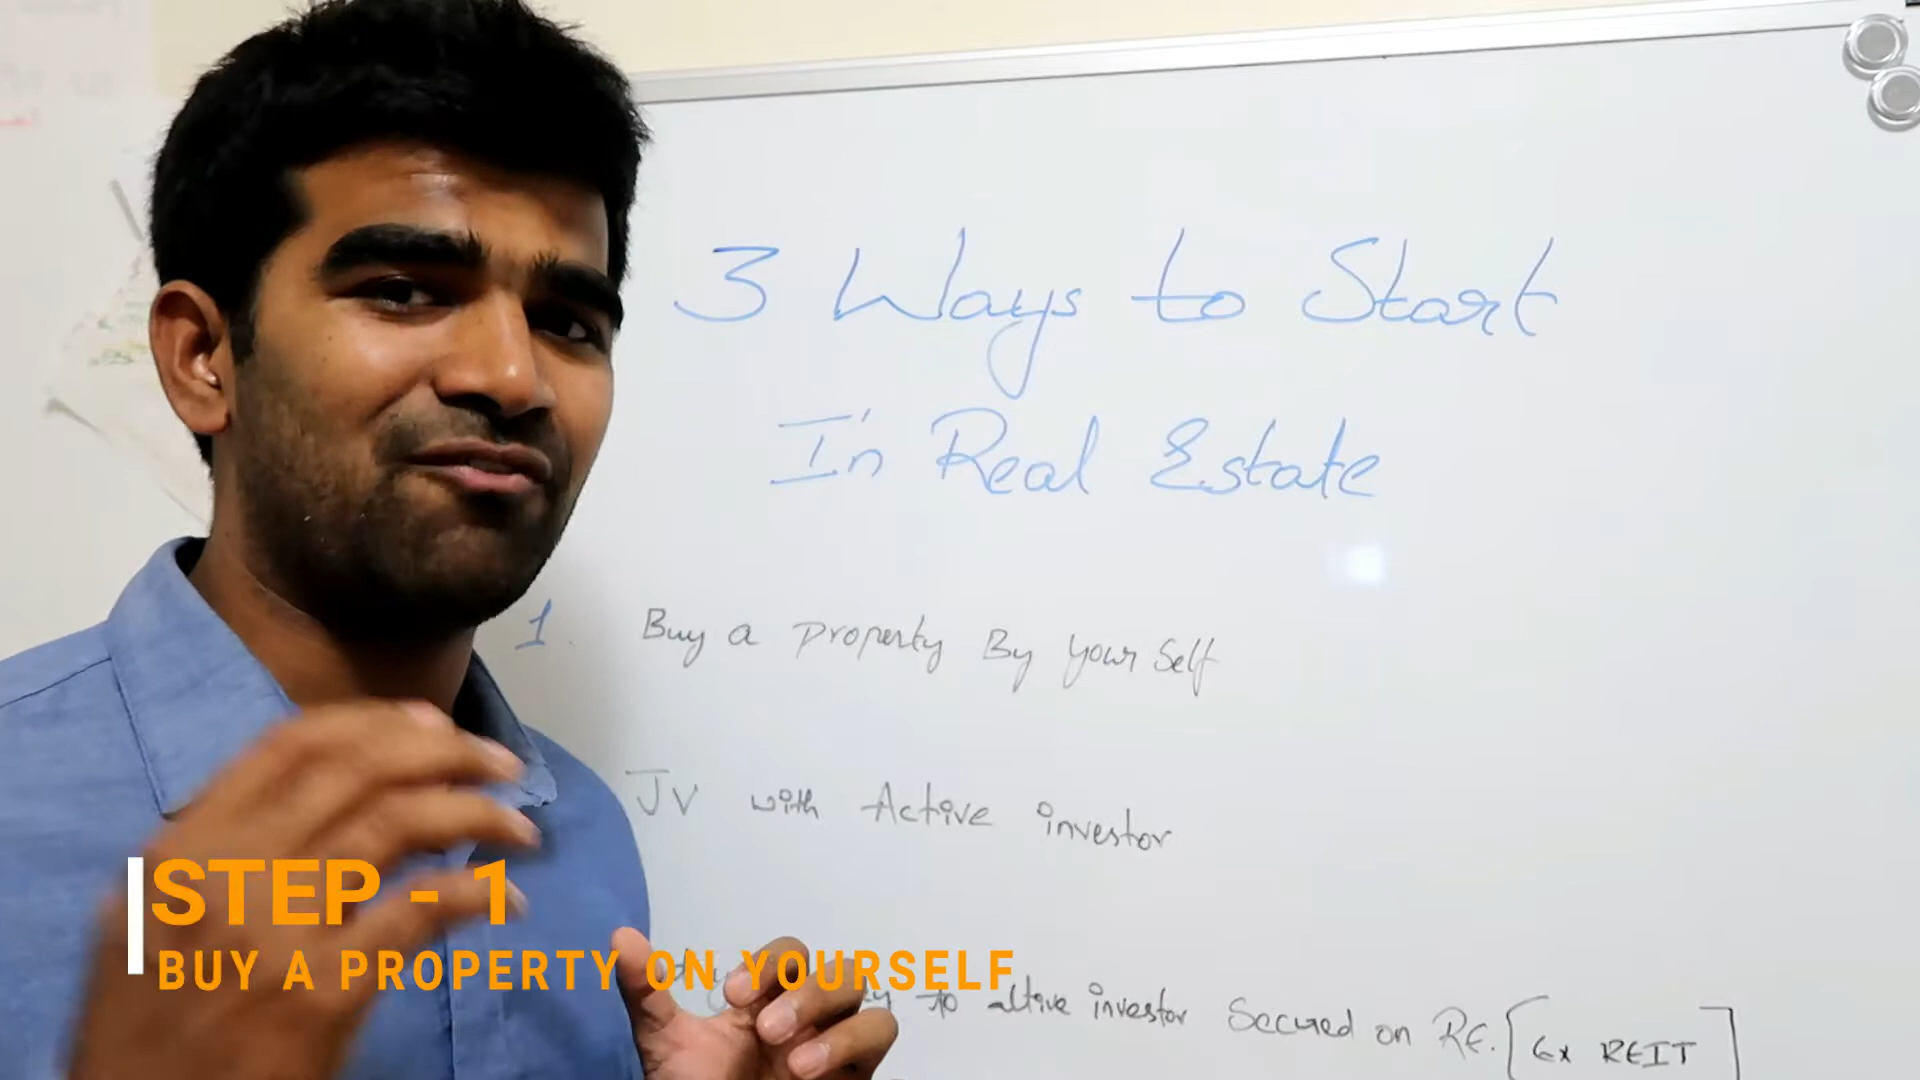 3 Ways to Start
In Real Estate
1. Buy a property By your Self
JV with Active investor
to active investor Secured on RE. [Ex REIT]
STEP - 1
BUY A PROPERTY ON YOURSELF